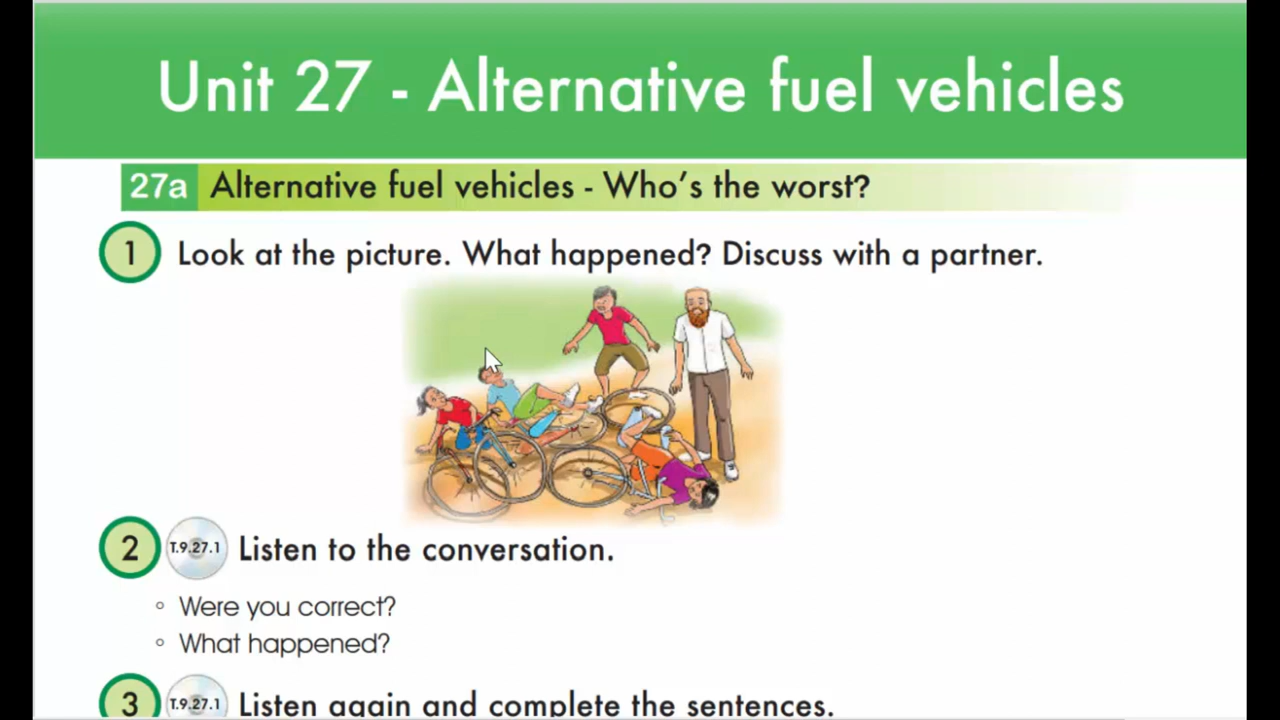 Unit 27 - Alternative fuel vehicles
27a Alternative fuel vehicles - Who's the worst?
1 Look at the picture. What happened? Discuss with a partner.
2 T.9.27.1 Listen to the conversation.
◦ Were you correct?
◦ What happened?
3 T.9.27.1 Listen again and complete the sentences.